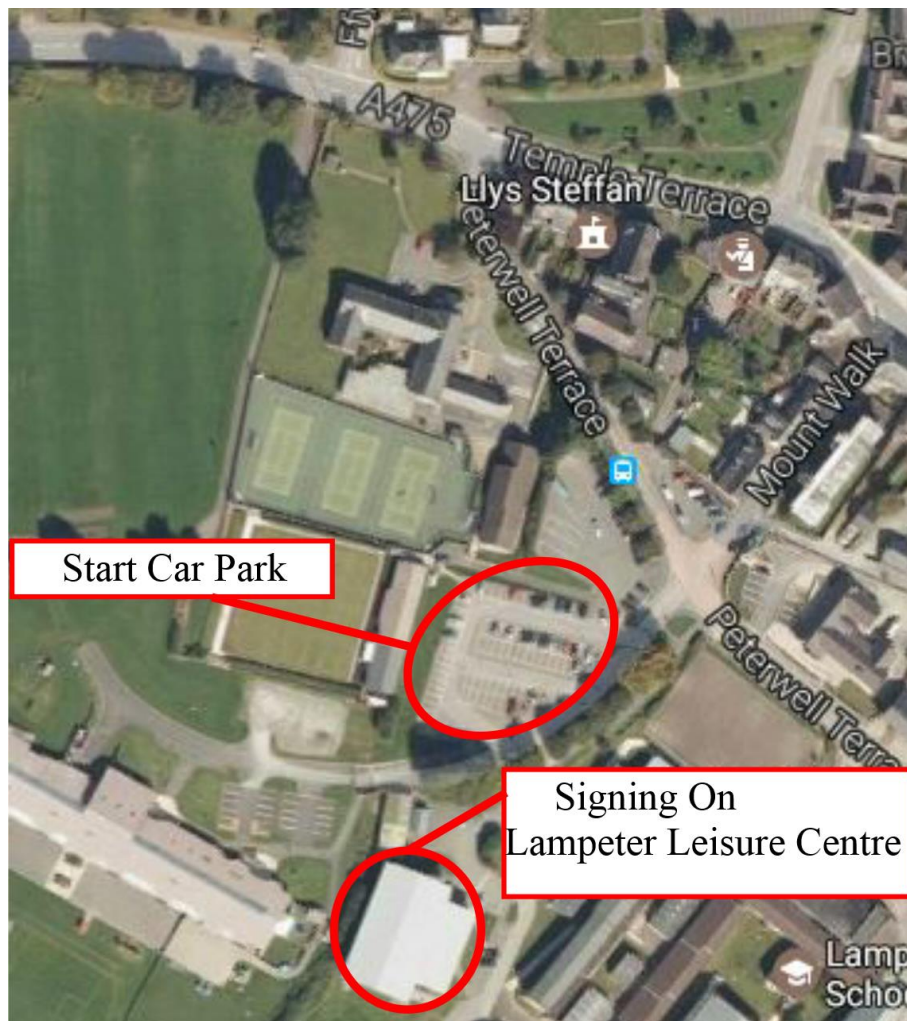 A475
Temple Terrace
Llys Steffan
Peterwell Terrace
Mount Walk
Start Car Park
Peterwell Terra
Signing On
Lampeter Leisure Centre
Lamp
Schoo